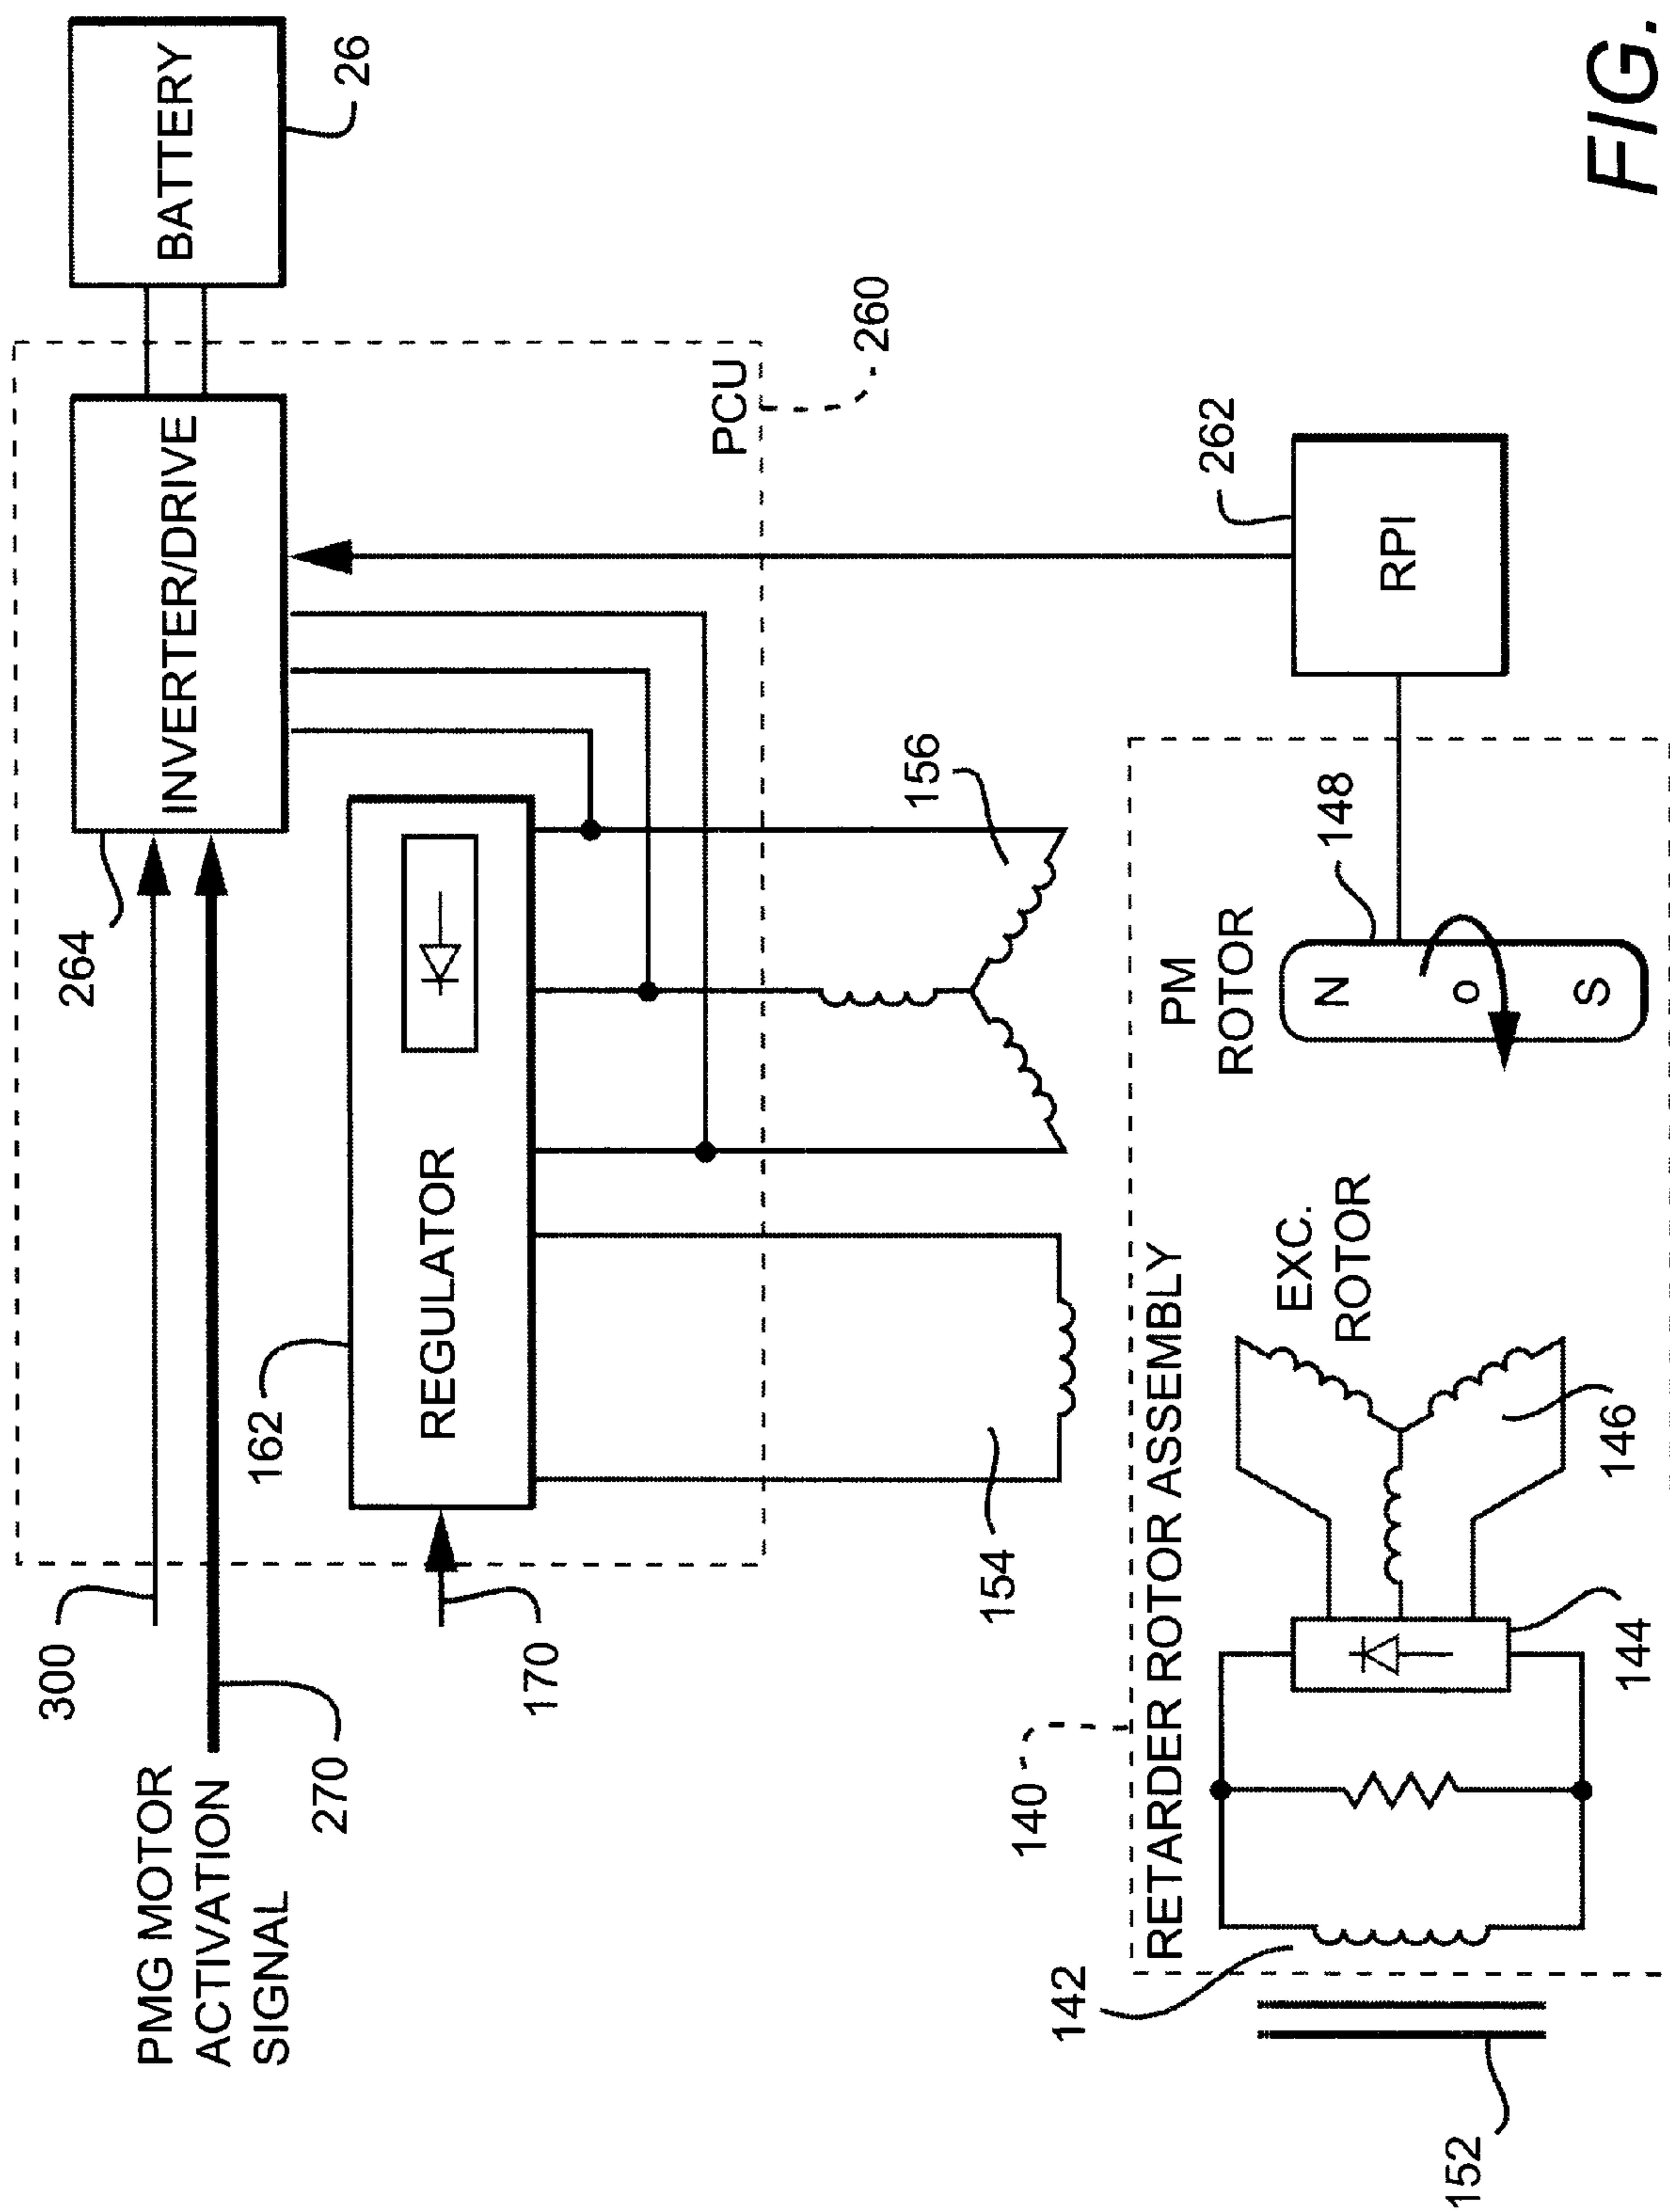 PMG MOTOR
ACTIVATION
SIGNAL
300
270
264
INVERTER/DRIVE
BATTERY
26
162
REGULATOR
170
PCU
260
154
156
262
RPI
140
RETARDER ROTOR ASSEMBLY
142
152
144
146
EXC.
ROTOR
PM
ROTOR
148
N
O
S
FIG.